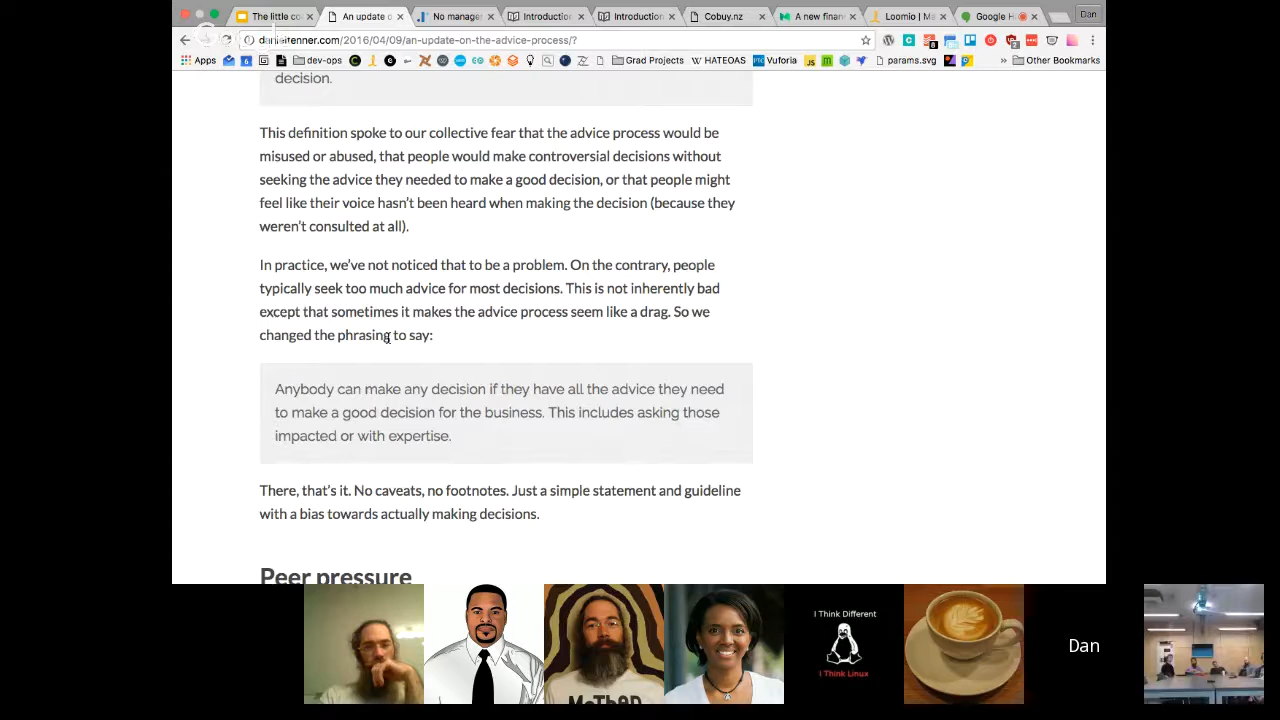 The little co
An update o
No manage
Introduction
Introduction
Cobuy.nz
A new finan
Loomio | Ma
Google H
Dan
/2016/04/09/an-update-on-the-advice-process/?
Apps
dev-ops
Grad Projects
HATEOAS
Vuforia
params.svg
Other Bookmarks
decision.
This definition spoke to our collective fear that the advice process would be
misused or abused, that people would make controversial decisions without
seeking the advice they needed to make a good decision, or that people might
feel like their voice hasn't been heard when making the decision (because they
weren't consulted at all).
In practice, we've not noticed that to be a problem. On the contrary, people
typically seek too much advice for most decisions. This is not inherently bad
except that sometimes it makes the advice process seem like a drag. So we
changed the phrasing to say:
Anybody can make any decision if they have all the advice they need
to make a good decision for the business. This includes asking those
impacted or with expertise.
There, that's it. No caveats, no footnotes. Just a simple statement and guideline
with a bias towards actually making decisions.
Peer pressure
I Think Different
I Think Linux
Dan